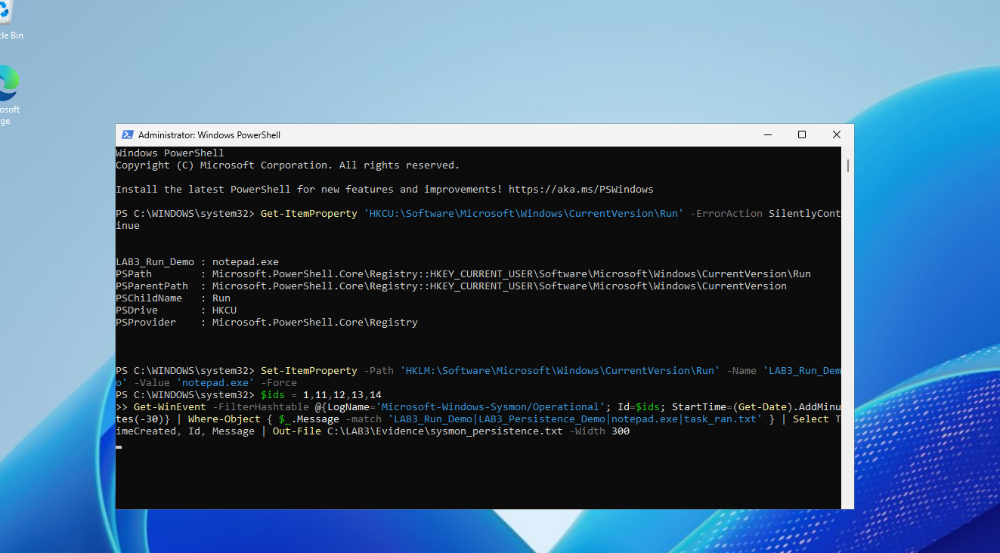 cle Bin
osoft
ge
Administrator: Windows PowerShell
Windows PowerShell
Copyright (C) Microsoft Corporation. All rights reserved.
Install the latest PowerShell for new features and improvements! https://aka.ms/PSWindows
PS C:\WINDOWS\system32> Get-ItemProperty 'HKCU:\Software\Microsoft\Windows\CurrentVersion\Run' -ErrorAction SilentlyCont
inue
LAB3_Run_Demo : notepad.exe
PSPath        : Microsoft.PowerShell.Core\Registry::HKEY_CURRENT_USER\Software\Microsoft\Windows\CurrentVersion\Run
PSParentPath  : Microsoft.PowerShell.Core\Registry::HKEY_CURRENT_USER\Software\Microsoft\Windows\CurrentVersion
PSChildName   : Run
PSDrive       : HKCU
PSProvider    : Microsoft.PowerShell.Core\Registry
PS C:\WINDOWS\system32> Set-ItemProperty -Path 'HKLM:\Software\Microsoft\Windows\CurrentVersion\Run' -Name 'LAB3_Run_Dem
o' -Value 'notepad.exe' -Force
PS C:\WINDOWS\system32> $ids = 1,11,12,13,14
>> Get-WinEvent -FilterHashtable @{LogName='Microsoft-Windows-Sysmon/Operational'; Id=$ids; StartTime=(Get-Date).AddMinu
tes(-30)} | Where-Object { $_.Message -match 'LAB3_Run_Demo|LAB3_Persistence_Demo|notepad.exe|task_ran.txt' } | Select T
imeCreated, Id, Message | Out-File C:\LAB3\Evidence\sysmon_persistence.txt -Width 300